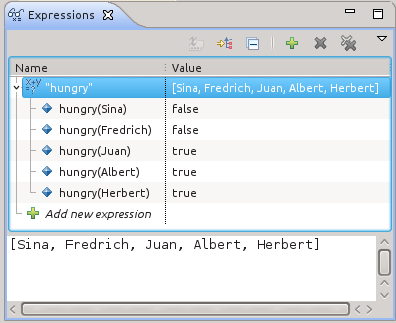 Expressions
Name Value
"hungry" [Sina, Fredrich, Juan, Albert, Herbert]
hungry(Sina) false
hungry(Fredrich) false
hungry(Juan) true
hungry(Albert) true
hungry(Herbert) true
Add new expression
[Sina, Fredrich, Juan, Albert, Herbert]